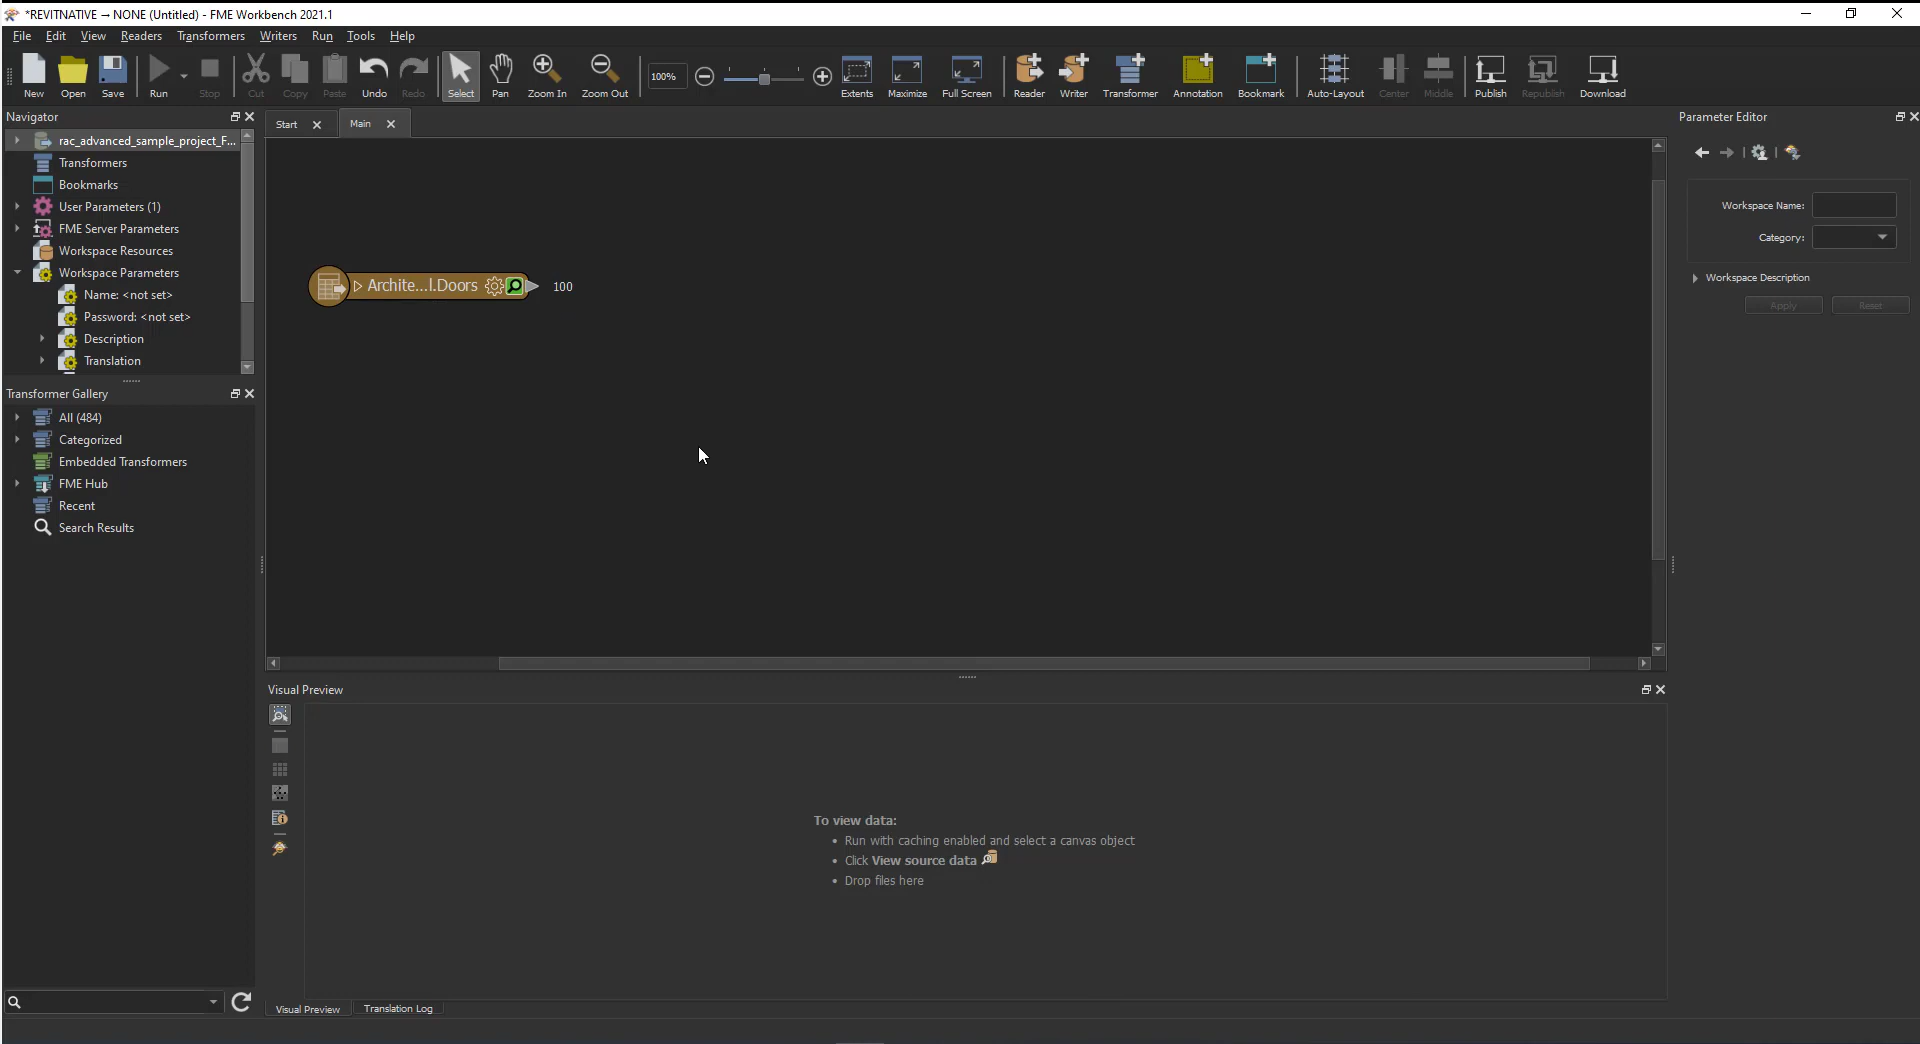 *REVITNATIVE → NONE (Untitled) - FME Workbench 2021.1
File Edit View Readers Transformers Writers Run Tools Help
New Open Save Run Stop Cut Copy Paste Undo Redo Select Pan Zoom In Zoom Out 100% Extents Maximize Full Screen Reader Writer Transformer Annotation Bookmark Auto-Layout Center Middle Publish Republish Download
Navigator
rac_advanced_sample_project_F...
Transformers
Bookmarks
User Parameters (1)
FME Server Parameters
Workspace Resources
Workspace Parameters
Name: <not set>
Password: <not set>
Description
Translation
Transformer Gallery
All (484)
Categorized
Embedded Transformers
FME Hub
Recent
Search Results
Start Main
Archite...l.Doors 100
Visual Preview
To view data:
• Run with caching enabled and select a canvas object
• Click View source data
• Drop files here
Visual Preview Translation Log
Parameter Editor
Workspace Name:
Category:
Workspace Description
Apply Reset